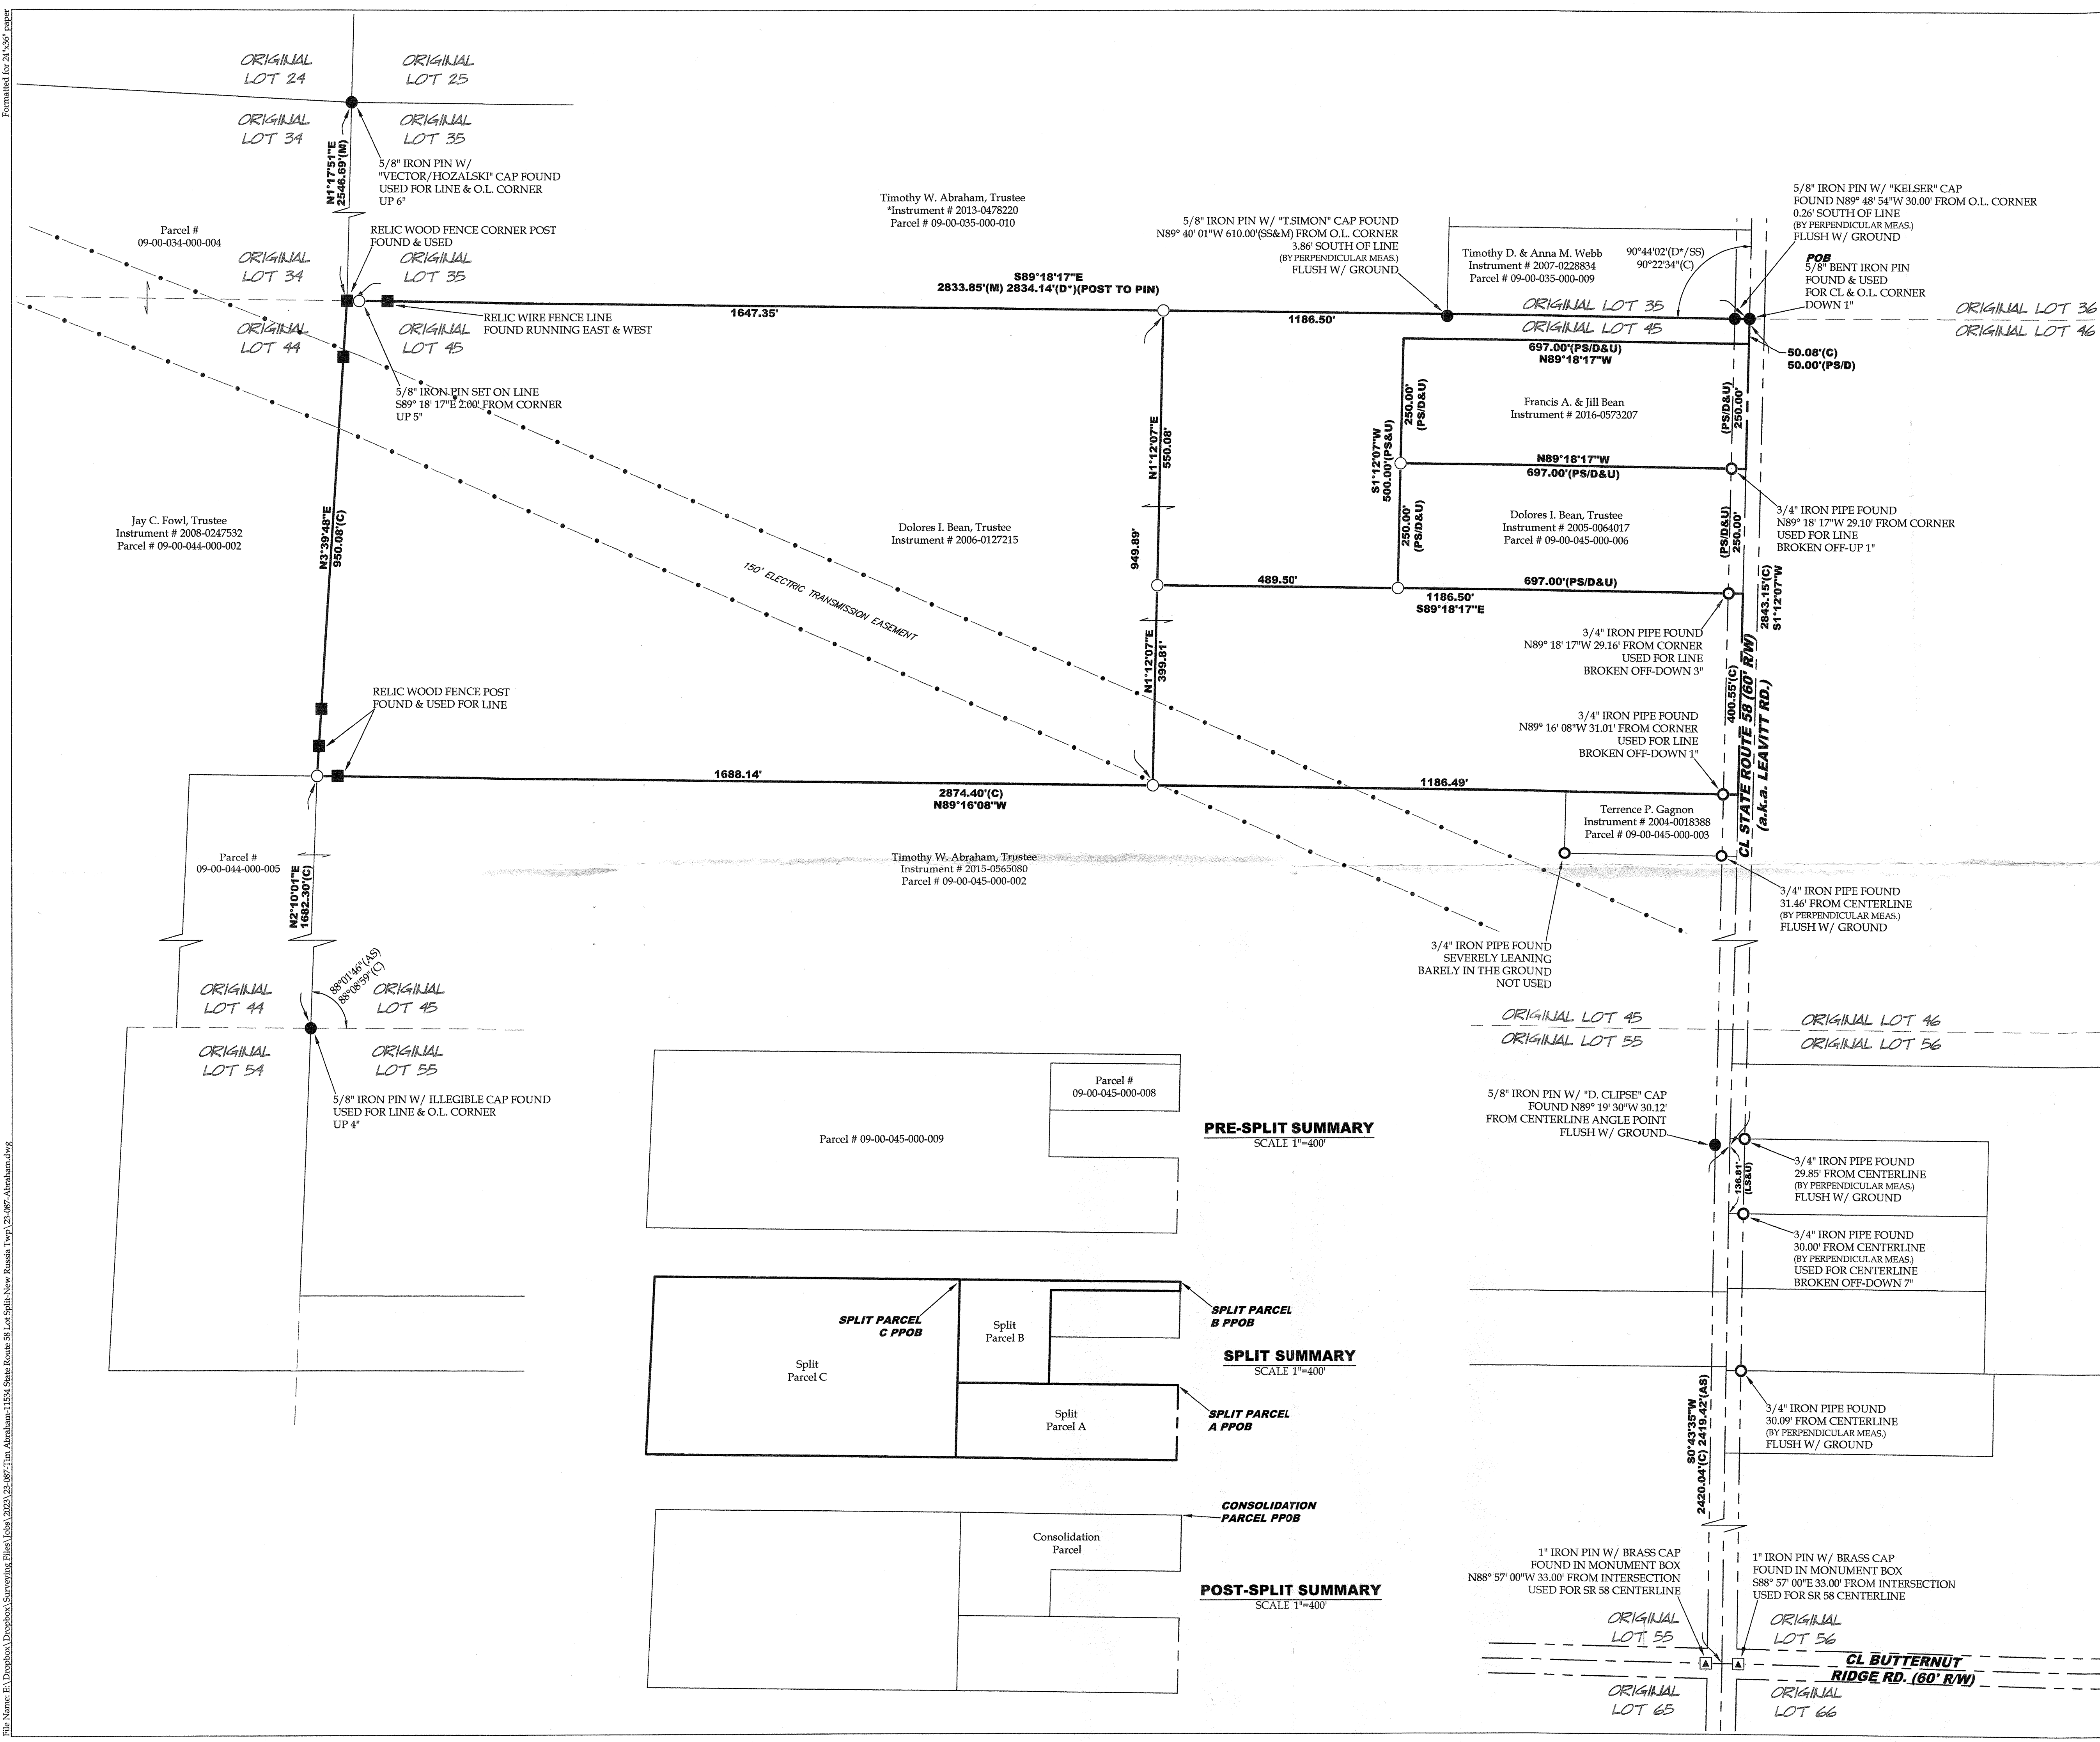 Formatted for 24"x36" paper
ORIGINAL
LOT 24
ORIGINAL
LOT 25
ORIGINAL
LOT 34
ORIGINAL
LOT 35
N1°17'51"E
2546.69'(M)
5/8" IRON PIN W/
"VECTOR/HOZALSKI" CAP FOUND
USED FOR LINE & O.L. CORNER
UP 6"
Parcel #
09-00-034-000-004
RELIC WOOD FENCE CORNER POST
FOUND & USED
ORIGINAL
LOT 34
ORIGINAL
LOT 35
ORIGINAL
LOT 44
ORIGINAL
LOT 45
RELIC WIRE FENCE LINE
FOUND RUNNING EAST & WEST
5/8" IRON PIN SET ON LINE
S89° 18' 17"E 2.00' FROM CORNER
UP 5"
Timothy W. Abraham, Trustee
*Instrument # 2013-0478220
Parcel # 09-00-035-000-010
S89°18'17"E
2833.85'(M) 2834.14'(D*)(POST TO PIN)
1647.35'
1186.50'
5/8" IRON PIN W/ "T.SIMON" CAP FOUND
N89° 40' 01"W 610.00'(SS&M) FROM O.L. CORNER
3.86' SOUTH OF LINE
(BY PERPENDICULAR MEAS.)
FLUSH W/ GROUND
Timothy D. & Anna M. Webb
Instrument # 2007-0228834
Parcel # 09-00-035-000-009
90°44'02'(D*/SS)
90°22'34"(C)
5/8" IRON PIN W/ "KELSER" CAP
FOUND N89° 48' 54"W 30.00' FROM O.L. CORNER
0.26' SOUTH OF LINE
(BY PERPENDICULAR MEAS.)
FLUSH W/ GROUND
POB
5/8" BENT IRON PIN
FOUND & USED
FOR CL & O.L. CORNER
DOWN 1"
ORIGINAL LOT 35
ORIGINAL LOT 45
ORIGINAL LOT 36
ORIGINAL LOT 46
50.08'(C)
50.00'(PS/D)
697.00'(PS/D&U)
N89°18'17"W
250.00'
(PS/D&U)
Francis A. & Jill Bean
Instrument # 2016-0573207
(PS/D&U)
250.00'
S1°12'07"W
500.00'(PS&U)
N89°18'17"W
697.00'(PS/D&U)
250.00'
(PS/D&U)
Dolores I. Bean, Trustee
Instrument # 2005-0064017
Parcel # 09-00-045-000-006
(PS/D&U)
250.00'
3/4" IRON PIPE FOUND
N89° 18' 17"W 29.10' FROM CORNER
USED FOR LINE
BROKEN OFF-UP 1"
N1°12'07"E
550.08'
949.89'
Jay C. Fowl, Trustee
Instrument # 2008-0247532
Parcel # 09-00-044-000-002
N3°39'48"E
950.08'(C)
Dolores I. Bean, Trustee
Instrument # 2006-0127215
150' ELECTRIC TRANSMISSION EASEMENT
489.50'
697.00'(PS/D&U)
1186.50'
S89°18'17"E
2843.15'(C)
S1°12'07"W
N1°12'07"E
399.81'
3/4" IRON PIPE FOUND
N89° 18' 17"W 29.16' FROM CORNER
USED FOR LINE
BROKEN OFF-DOWN 3"
400.55'(C)
CL STATE ROUTE 58 (60' R/W)
(a.k.a. LEAVITT RD.)
3/4" IRON PIPE FOUND
N89° 16' 08"W 31.01' FROM CORNER
USED FOR LINE
BROKEN OFF-DOWN 1"
RELIC WOOD FENCE POST
FOUND & USED FOR LINE
1688.14'
2874.40'(C)
N89°16'08"W
1186.49'
Terrence P. Gagnon
Instrument # 2004-0018388
Parcel # 09-00-045-000-003
Parcel #
09-00-044-000-005
N2°10'01"E
1682.30'(C)
Timothy W. Abraham, Trustee
Instrument # 2015-0565080
Parcel # 09-00-045-000-002
3/4" IRON PIPE FOUND
31.46' FROM CENTERLINE
(BY PERPENDICULAR MEAS.)
FLUSH W/ GROUND
3/4" IRON PIPE FOUND
SEVERELY LEANING
BARELY IN THE GROUND
NOT USED
88°01'46"(AS)
88°08'59"(C)
ORIGINAL
LOT 44
ORIGINAL
LOT 45
ORIGINAL
LOT 54
ORIGINAL
LOT 55
5/8" IRON PIN W/ ILLEGIBLE CAP FOUND
USED FOR LINE & O.L. CORNER
UP 4"
ORIGINAL LOT 45
ORIGINAL LOT 55
ORIGINAL LOT 46
ORIGINAL LOT 56
Parcel #
09-00-045-000-008
Parcel # 09-00-045-000-009
PRE-SPLIT SUMMARY
SCALE 1"=400'
5/8" IRON PIN W/ "D. CLIPSE" CAP
FOUND N89° 19' 30"W 30.12'
FROM CENTERLINE ANGLE POINT
FLUSH W/ GROUND
136.81'
(LS&U)
3/4" IRON PIPE FOUND
29.85' FROM CENTERLINE
(BY PERPENDICULAR MEAS.)
FLUSH W/ GROUND
3/4" IRON PIPE FOUND
30.00' FROM CENTERLINE
(BY PERPENDICULAR MEAS.)
USED FOR CENTERLINE
BROKEN OFF-DOWN 7"
SPLIT PARCEL
C PPOB
Split
Parcel B
SPLIT PARCEL
B PPOB
Split
Parcel C
SPLIT SUMMARY
SCALE 1"=400'
Split
Parcel A
SPLIT PARCEL
A PPOB
S0°43'35"W
2420.04'(C) 2419.42'(AS)
3/4" IRON PIPE FOUND
30.09' FROM CENTERLINE
(BY PERPENDICULAR MEAS.)
FLUSH W/ GROUND
CONSOLIDATION
PARCEL PPOB
Consolidation
Parcel
POST-SPLIT SUMMARY
SCALE 1"=400'
1" IRON PIN W/ BRASS CAP
FOUND IN MONUMENT BOX
N88° 57' 00"W 33.00' FROM INTERSECTION
USED FOR SR 58 CENTERLINE
1" IRON PIN W/ BRASS CAP
FOUND IN MONUMENT BOX
S88° 57' 00"E 33.00' FROM INTERSECTION
USED FOR SR 58 CENTERLINE
ORIGINAL
LOT 55
ORIGINAL
LOT 56
CL BUTTERNUT
RIDGE RD. (60' R/W)
ORIGINAL
LOT 65
ORIGINAL
LOT 66
File Name: E:\Dropbox\Dropbox\Surveying Files\Jobs\2023\23-087-Tim Abraham-11534 State Route 58 Lot Split-New Russia Twp\23-087-Abraham.dwg